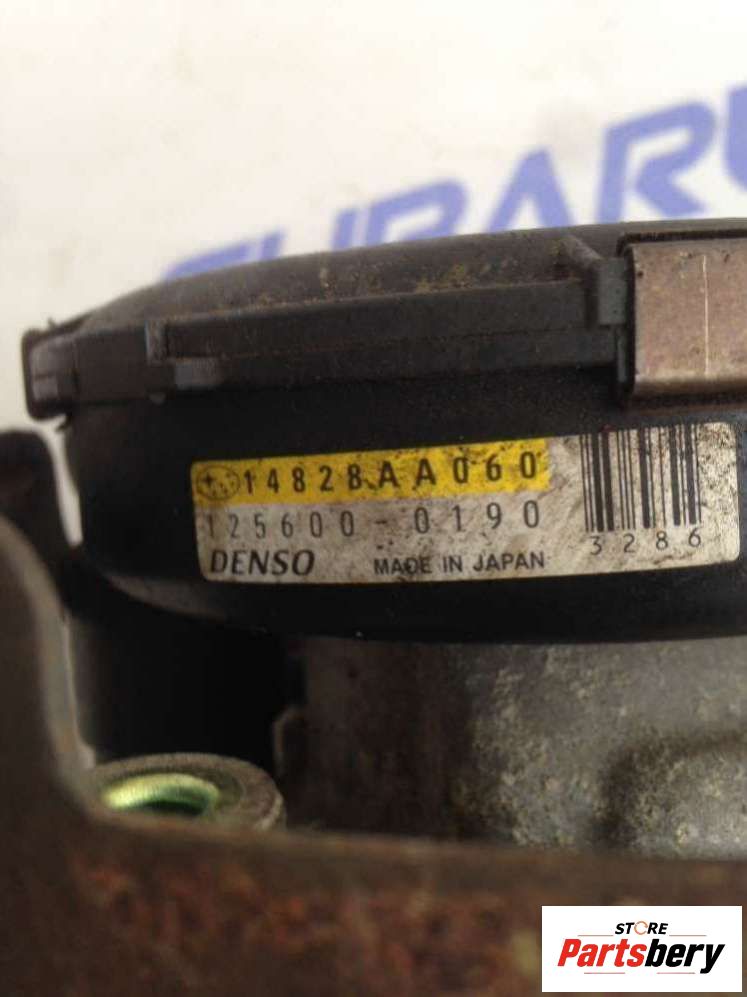 SUBARU
14828AA060
125600-0190
DENSO MADE IN JAPAN
3286
STORE
Partsbery